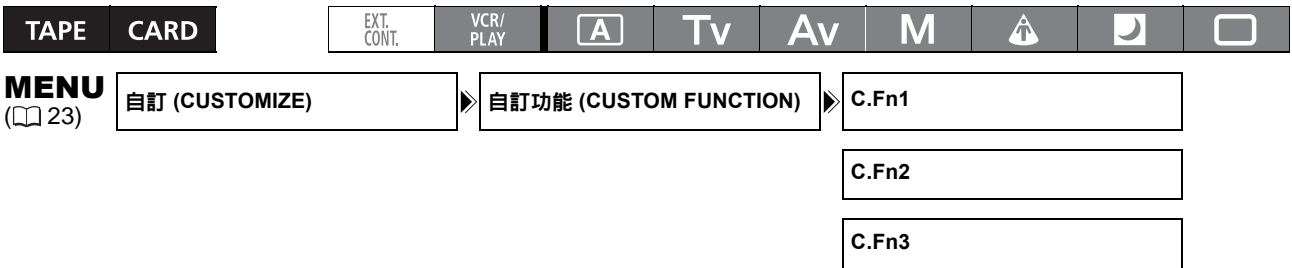 TAPE CARD EXT. CONT. VCR/ PLAY A Tv Av M
MENU 自訂 (CUSTOMIZE) 自訂功能 (CUSTOM FUNCTION) C.Fn1
( 23)
C.Fn2
C.Fn3